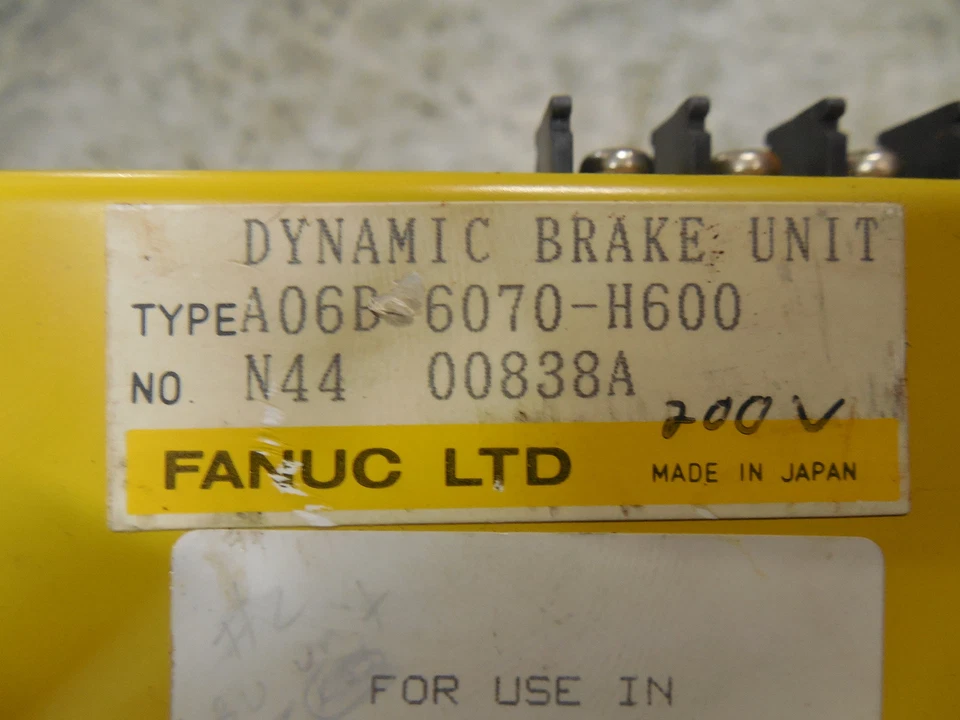 DYNAMIC BRAKE UNIT
TYPE A06B-6070-H600
NO. N44 00838A
200V
FANUC LTD MADE IN JAPAN
#2
FOR USE IN